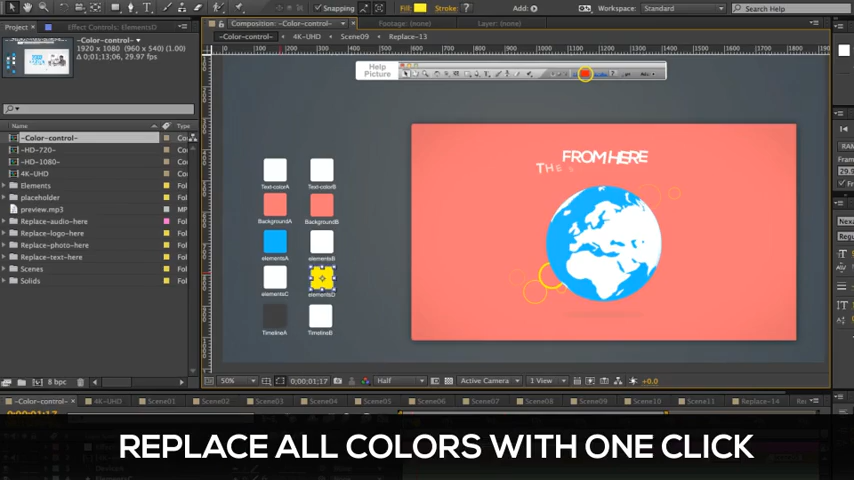 Snapping
Fill:
Stroke: ?
Add:
Workspace: Standard
Search Help
Project
Effect Controls: ElementsD
Composition: -Color-control-
Footage: (none)
Layer: (none)
-Color-control-
1920 x 1080 (960 x 540) (1.00)
Δ 0;01;13;06, 29.97 fps
-Color-control-
4K-UHD
Scene09
Replace-13
Name
Type
-Color-control-
-HD-720-
-HD-1080-
4K-UHD
Elements
placeholder
preview.mp3
Replace-audio-here
Replace-logo-here
Replace-photo-here
Replace-text-here
Scenes
Solids
Help
Picture
FROM HERE
THE
Text-colorA
Text-colorB
BackgroundA
BackgroundB
elementsA
elementsB
elementsC
elementsD
TimelineA
TimelineB
8 bpc
50%
0;00;01;17
Half
Active Camera
1 View
+0.0
-Color-control-
4K-UHD
Scene01
Scene02
Scene03
Scene04
Scene05
Scene06
Scene07
Scene08
Scene09
Scene10
Scene11
Replace-14
REPLACE ALL COLORS WITH ONE CLICK